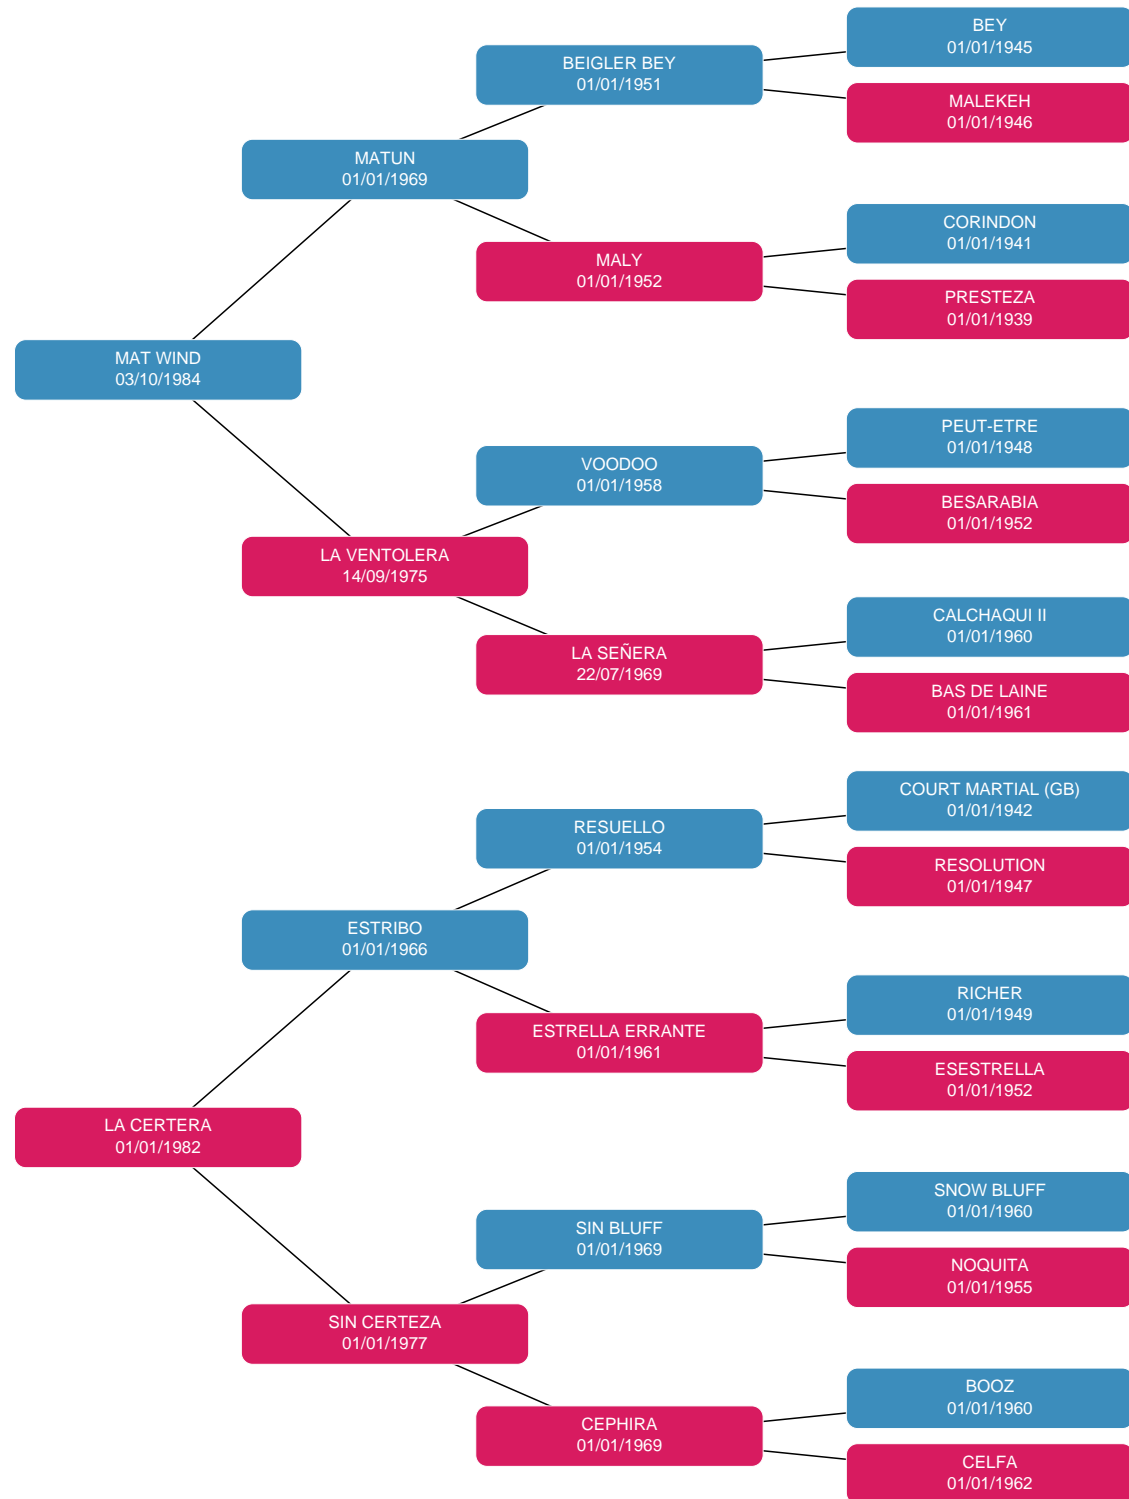 BEY
01/01/1945
BEIGLER BEY
01/01/1951
MALEKEH
01/01/1946
MATUN
01/01/1969
CORINDON
01/01/1941
MALY
01/01/1952
PRESTEZA
01/01/1939
MAT WIND
03/10/1984
PEUT-ETRE
01/01/1948
VOODOO
01/01/1958
BESARABIA
01/01/1952
LA VENTOLERA
14/09/1975
CALCHAQUI II
01/01/1960
LA SEÑERA
22/07/1969
BAS DE LAINE
01/01/1961
COURT MARTIAL (GB)
01/01/1942
RESUELLO
01/01/1954
RESOLUTION
01/01/1947
ESTRIBO
01/01/1966
RICHER
01/01/1949
ESTRELLA ERRANTE
01/01/1961
ESESTRELLA
01/01/1952
LA CERTERA
01/01/1982
SNOW BLUFF
01/01/1960
SIN BLUFF
01/01/1969
NOQUITA
01/01/1955
SIN CERTEZA
01/01/1977
BOOZ
01/01/1960
CEPHIRA
01/01/1969
CELFA
01/01/1962